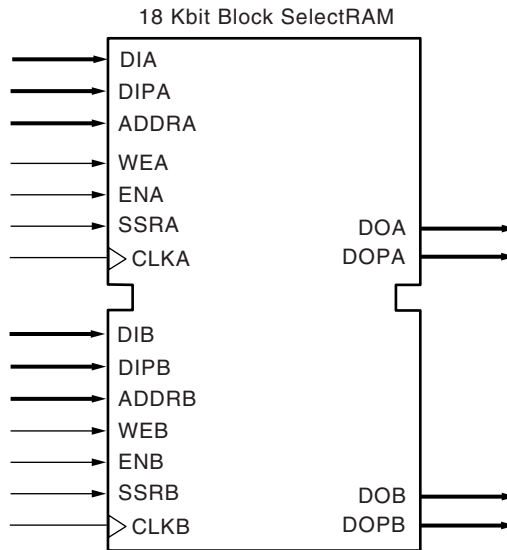 18 Kbit Block SelectRAM
DIA
DIPA
ADDRA
WEA
ENA
SSRA
CLKA
DOA
DOPA
DIB
DIPB
ADDRB
WEB
ENB
SSRB
CLKB
DOB
DOPB